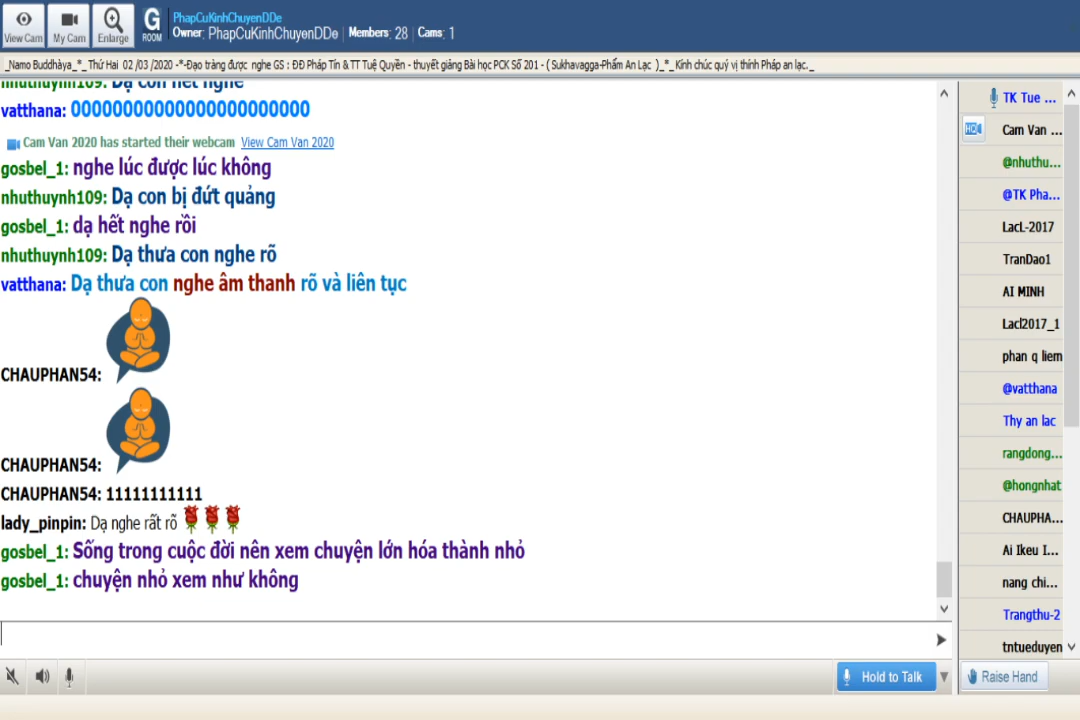 View Cam
My Cam
Enlarge
G
ROOM
PhapCuKinhChuyenDDe
Owner: PhapCuKinhChuyenDDe Members: 28 Cams: 1
_Namo Buddhàya_*_ Thứ Hai 02 /03 /2020 -*-Đạo tràng được nghe GS : ĐĐ Pháp Tín & TT Tuệ Quyền - thuyết giảng Bài học PCK Số 201 - ( Sukhavagga-Phẩm An Lạc )_*_Kính chúc quý vị thính Pháp an lạc._
nhuthuynh109: Dạ con hết nghe
vatthana: 00000000000000000000000
Cam Van 2020 has started their webcam View Cam Van 2020
gosbel_1: nghe lúc được lúc không
nhuthuynh109: Dạ con bị đứt quảng
gosbel_1: dạ hết nghe rồi
nhuthuynh109: Dạ thưa con nghe rõ
vatthana: Dạ thưa con nghe âm thanh rõ và liên tục
CHAUPHAN54:
CHAUPHAN54:
CHAUPHAN54: 11111111111
lady_pinpin: Dạ nghe rất rõ
gosbel_1: Sống trong cuộc đời nên xem chuyện lớn hóa thành nhỏ
gosbel_1: chuyện nhỏ xem như không
Hold to Talk
TK Tue ...
HD
Cam Van ...
@nhuthu...
@TK Pha...
LacL-2017
TranDao1
AI MINH
Lacl2017_1
phan q liem
@vatthana
Thy an lac
rangdong...
@hongnhat
CHAUPHA...
Ai Ikeu I...
nang chi...
Trangthu-2
tntueduyen
Raise Hand